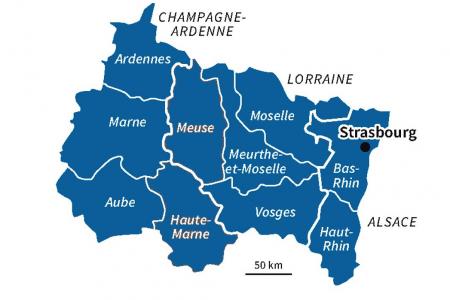 CHAMPAGNE-
ARDENNE
Ardennes
LORRAINE
Moselle
Marne
Meuse
Strasbourg
Meurthe-
et-Moselle
Bas-
Rhin
Aube
Haute-
Marne
Vosges
ALSACE
Haut-
Rhin
50 km